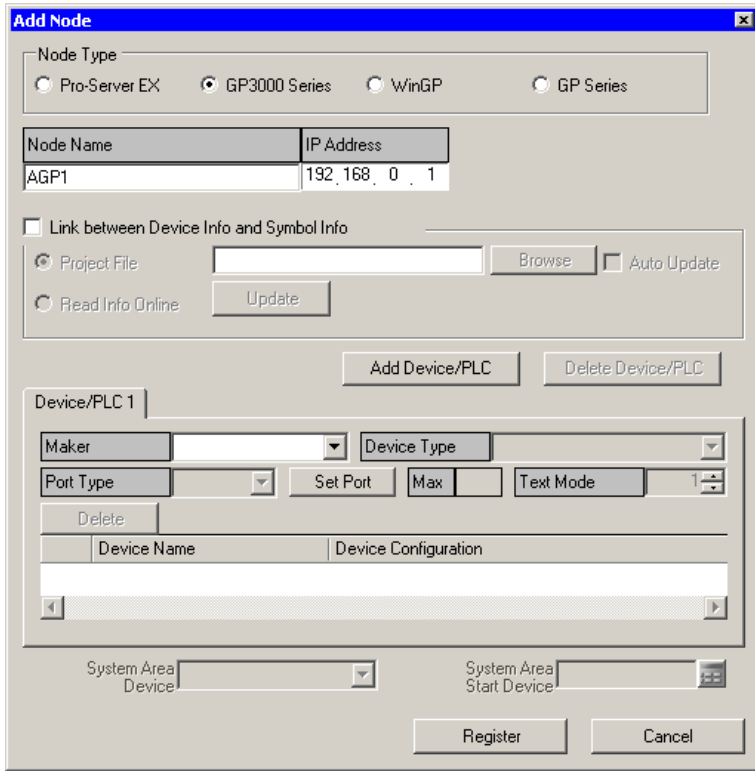 Add Node
Node Type
Pro-Server EX GP3000 Series WinGP GP Series
Node Name IP Address
AGP1 192.168. 0 . 1
Link between Device Info and Symbol Info
Project File Browse Auto Update
Read Info Online Update
Add Device/PLC Delete Device/PLC
Device/PLC 1
Maker Device Type
Port Type Set Port Max Text Mode 1
Delete
Device Name Device Configuration
System Area Device System Area Start Device
Register Cancel